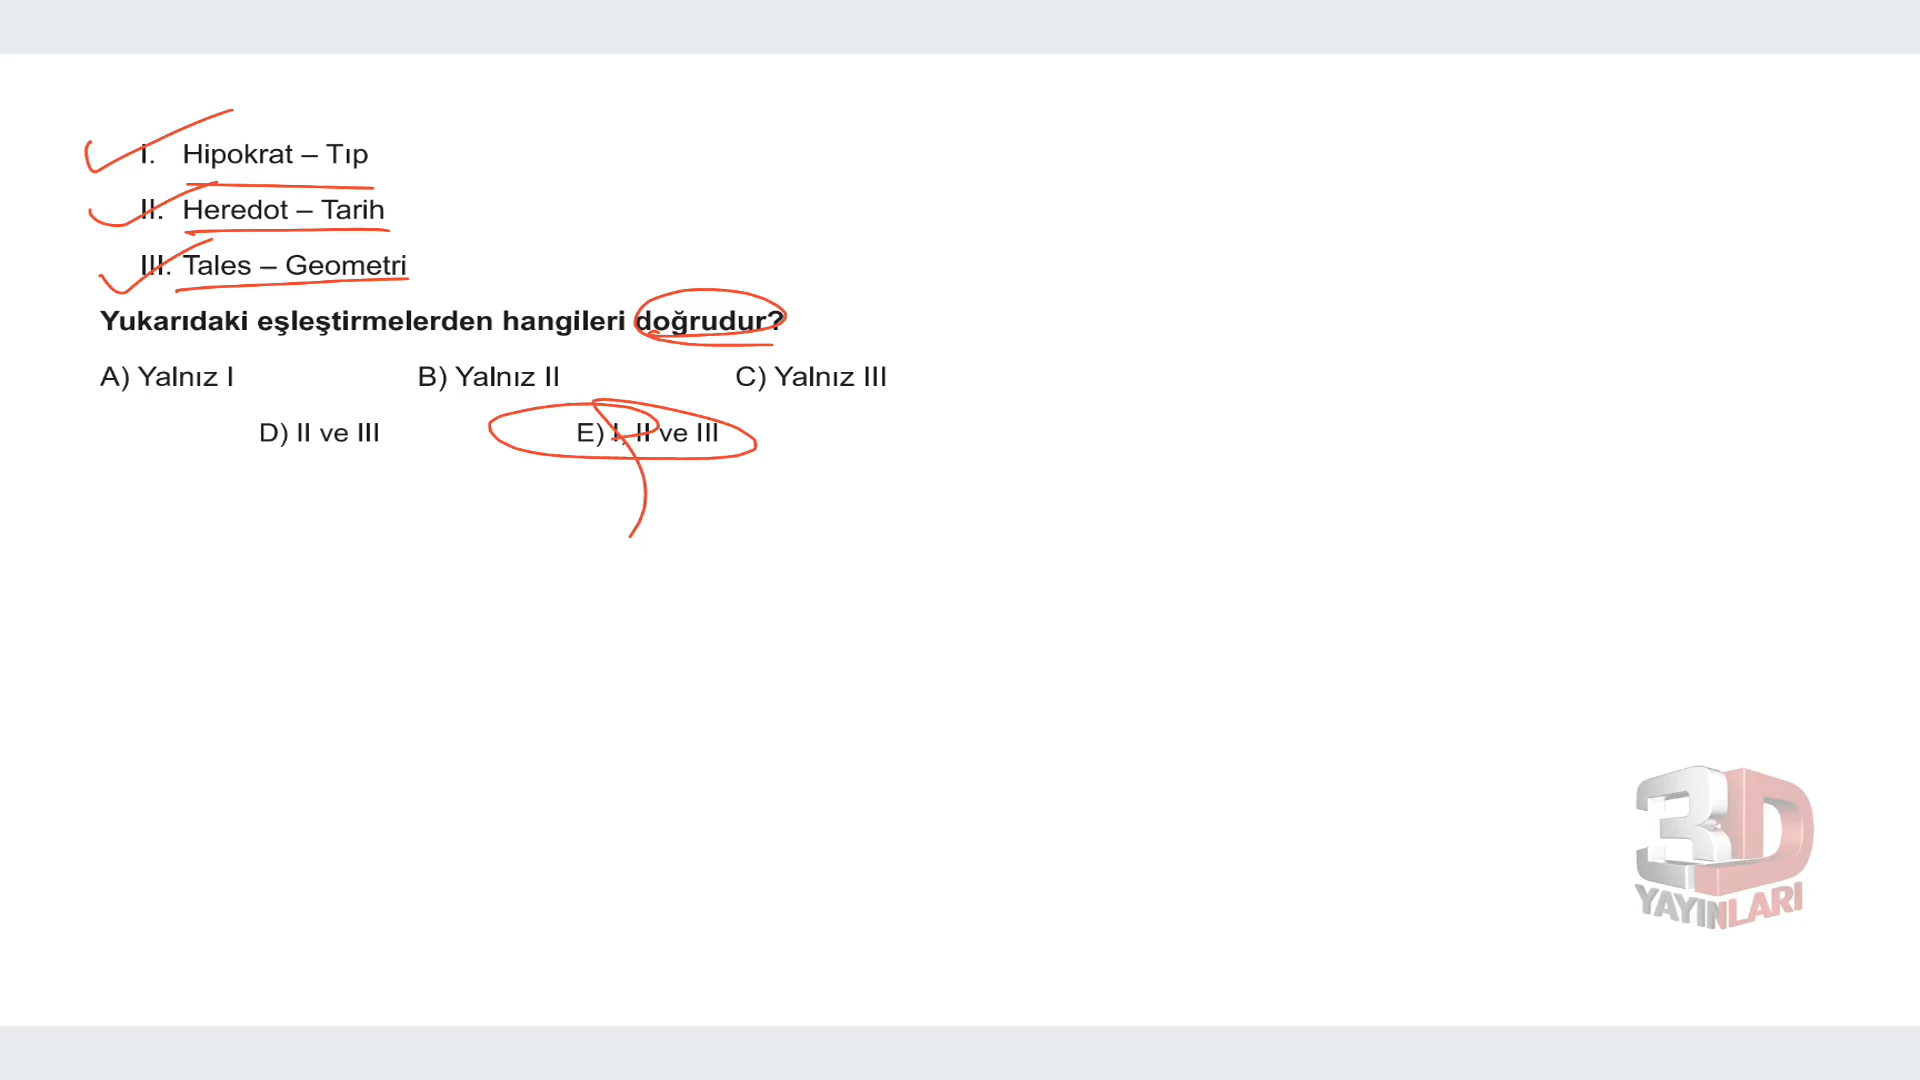 I. Hipokrat – Tıp
II. Heredot – Tarih
III. Tales – Geometri
Yukarıdaki eşleştirmelerden hangileri doğrudur?
A) Yalnız I B) Yalnız II C) Yalnız III
D) II ve III E) I, II ve III
3D
YAYINLARI